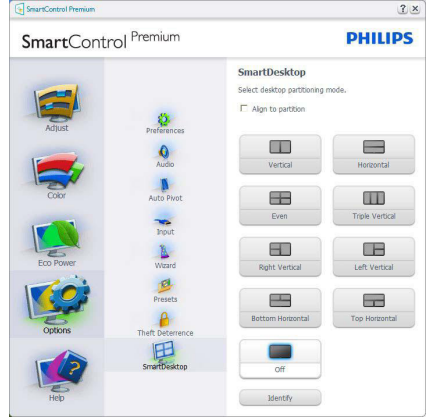 SmartControl Premium
SmartControl Premium
PHILIPS
Adjust
Color
Eco Power
Options
Help
Preferences
Audio
Auto Pivot
Input
Wizard
Presets
Theft Deterrence
SmartDesktop
SmartDesktop
Select desktop partitioning mode.
Align to partition
Vertical
Horizontal
Even
Triple Vertical
Right Vertical
Left Vertical
Bottom Horizontal
Top Horizontal
Off
Identify